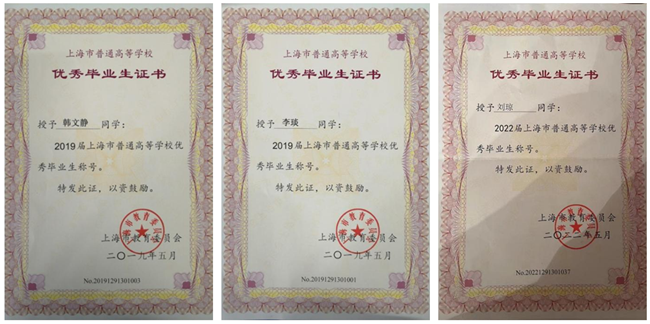 上海市普通高等学校
优秀毕业生证书
授予 韩文静 同学：
2019届上海市普通高等学校优
秀毕业生称号。
特发此证，以资鼓励。
上海市教育委员会
二〇一九年五月
No.20191291301003
上海市普通高等学校
优秀毕业生证书
授予 李琰 同学：
2019届上海市普通高等学校优
秀毕业生称号。
特发此证，以资鼓励。
上海市教育委员会
二〇一九年五月
No.20191291301001
上海市普通高等学校
优秀毕业生证书
授予 刘琼 同学：
2022届上海市普通高等学校优
秀毕业生称号。
特发此证，以资鼓励。
上海市教育委员会
二〇二二年五月
No.20221291301037